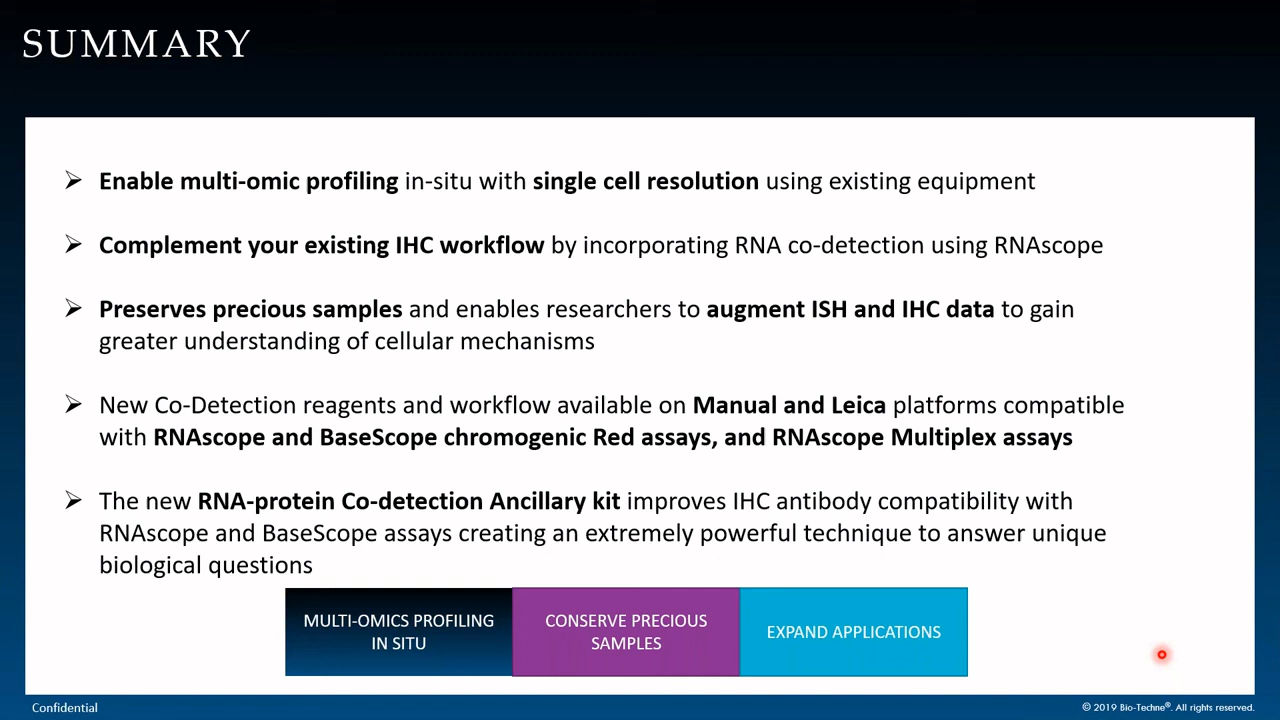 SUMMARY
➢ Enable multi-omic profiling in-situ with single cell resolution using existing equipment
➢ Complement your existing IHC workflow by incorporating RNA co-detection using RNAscope
➢ Preserves precious samples and enables researchers to augment ISH and IHC data to gain
greater understanding of cellular mechanisms
➢ New Co-Detection reagents and workflow available on Manual and Leica platforms compatible
with RNAscope and BaseScope chromogenic Red assays, and RNAscope Multiplex assays
➢ The new RNA-protein Co-detection Ancillary kit improves IHC antibody compatibility with
RNAscope and BaseScope assays creating an extremely powerful technique to answer unique
biological questions
MULTI-OMICS PROFILING
IN SITU
CONSERVE PRECIOUS
SAMPLES
EXPAND APPLICATIONS
Confidential
© 2019 Bio-Techne®. All rights reserved.